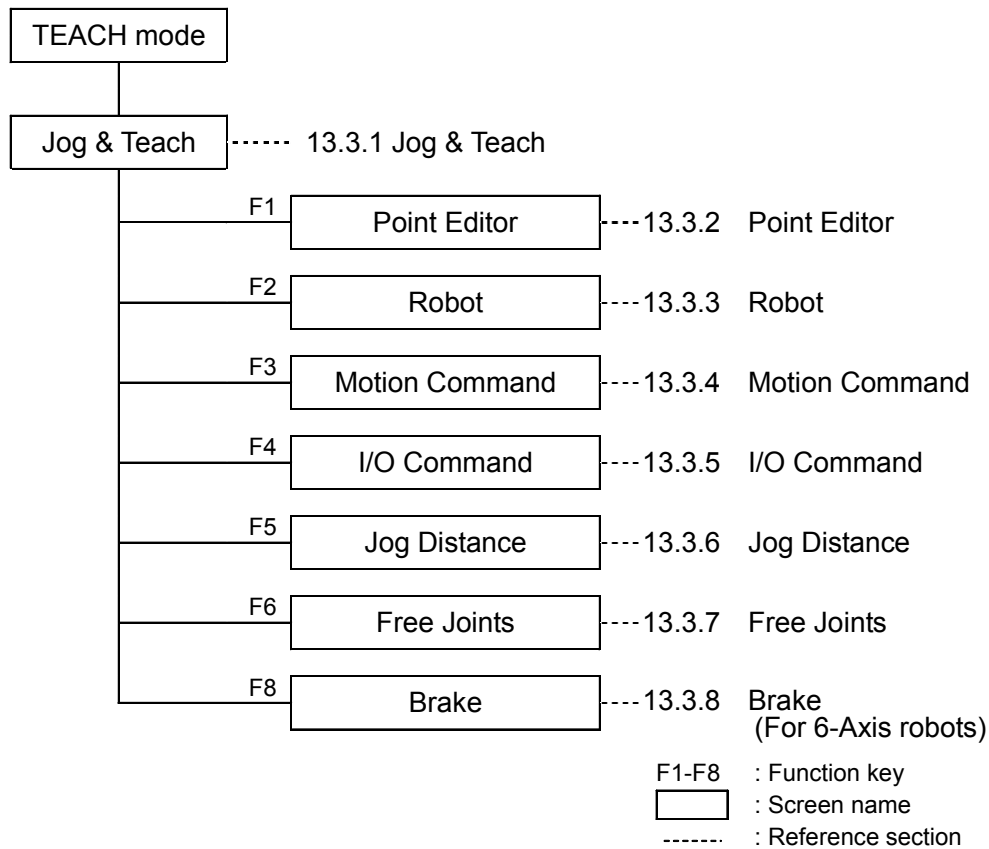 TEACH mode
Jog & Teach 13.3.1 Jog & Teach
F1 Point Editor 13.3.2 Point Editor
F2 Robot 13.3.3 Robot
F3 Motion Command 13.3.4 Motion Command
F4 I/O Command 13.3.5 I/O Command
F5 Jog Distance 13.3.6 Jog Distance
F6 Free Joints 13.3.7 Free Joints
F8 Brake 13.3.8 Brake
(For 6-Axis robots)
F1-F8 : Function key
: Screen name
: Reference section